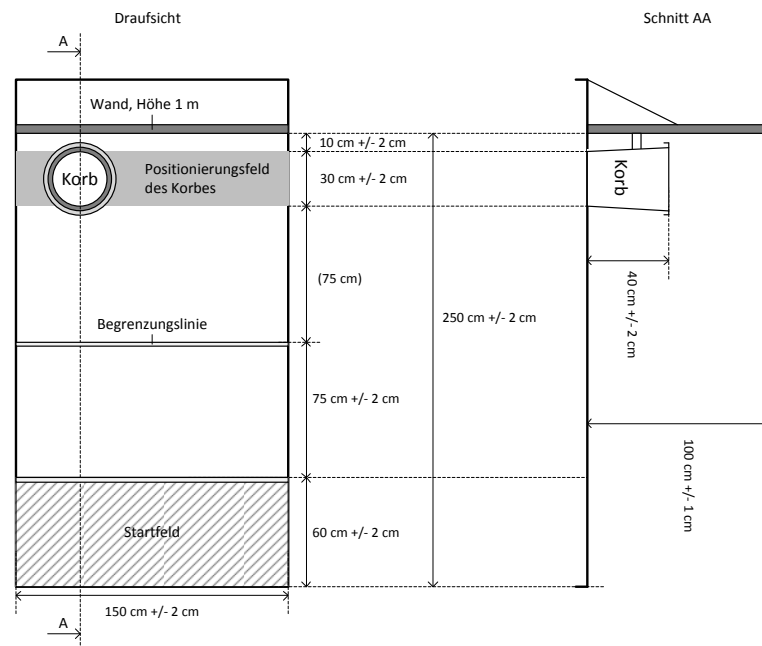 Draufsicht
Schnitt AA
A
Wand, Höhe 1 m
10 cm +/- 2 cm
Korb
Positionierungsfeld
des Korbes
30 cm +/- 2 cm
Korb
(75 cm)
40 cm +/- 2 cm
250 cm +/- 2 cm
Begrenzungslinie
75 cm +/- 2 cm
100 cm +/- 1 cm
Startfeld
60 cm +/- 2 cm
150 cm +/- 2 cm
A